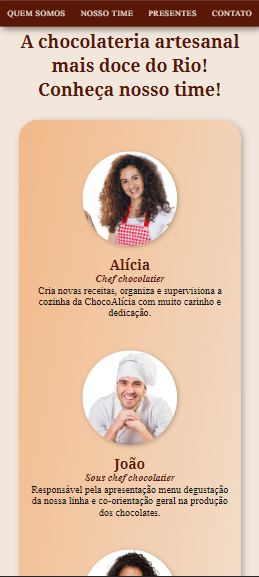 QUEM SOMOS NOSSO TIME PRESENTES CONTATO
A chocolateria artesanal
mais doce do Rio!
Conheça nosso time!
Alícia
Chef chocolatier
Cria novas receitas, organiza e supervisiona a
cozinha da ChocoAlícia com muito carinho e
dedicação.
João
Sous chef chocolatier
Responsável pela apresentação menu degustação
da nossa linha e co-orientação geral na produção
dos chocolates.